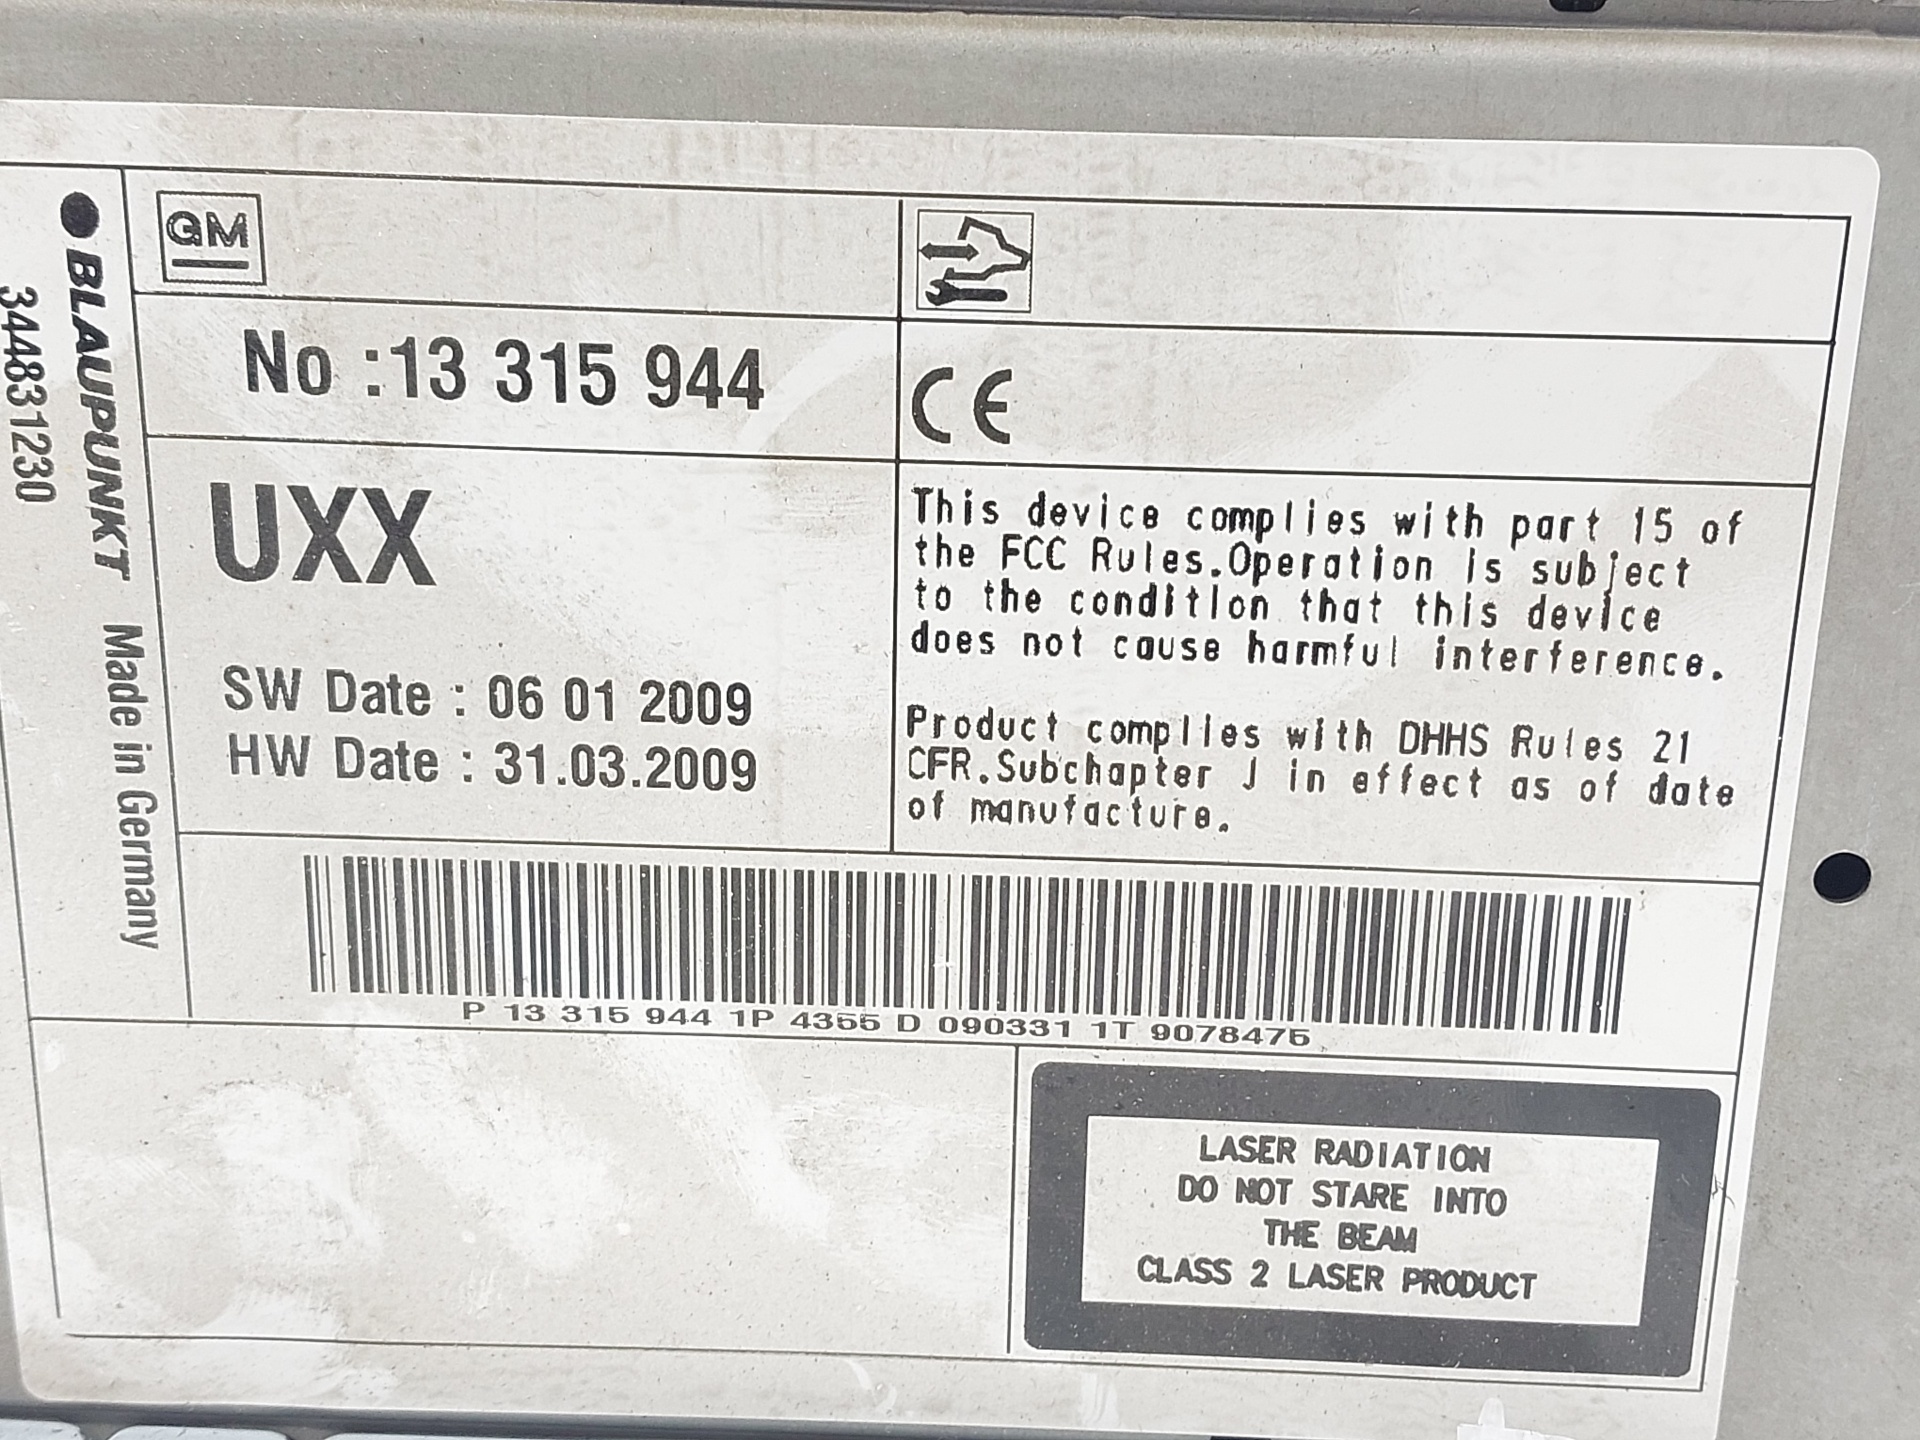 GM
No :13 315 944
UXX
SW Date : 06 01 2009
HW Date : 31.03.2009
CE
This device complies with part 15 of
the FCC Rules.Operation is subject
to the condition that this device
does not cause harmful interference.
Product complies with DHHS Rules 21
CFR.Subchapter J in effect as of date
of manufacture.
BLAUPUNKT Made in Germany
344831230
P 13 315 944 1P 4355 D 090331 1T 9078475
LASER RADIATION
DO NOT STARE INTO
THE BEAM
CLASS 2 LASER PRODUCT